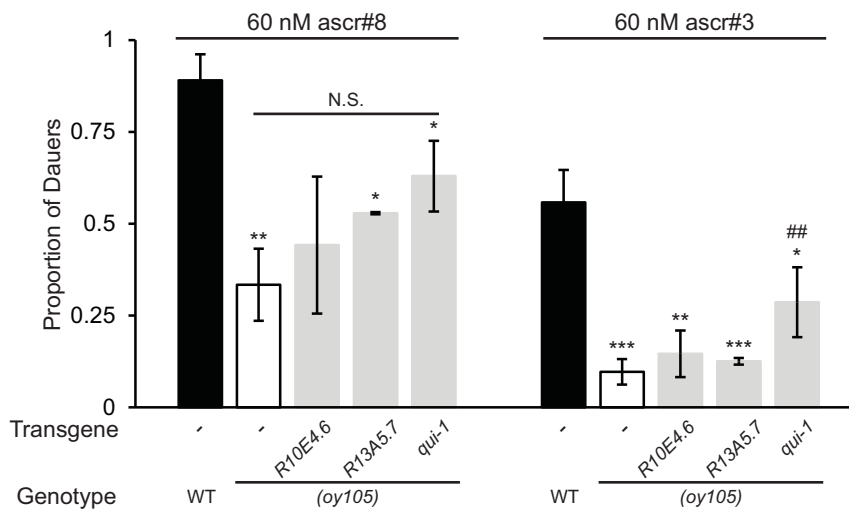 60 nM ascr#8
60 nM ascr#3
Proportion of Dauers
1
0.75
0.5
0.25
0
N.S.
**
*
*
***
**
***
##
*
Transgene
- - R10E4.6 R13A5.7 qui-1 - - R10E4.6 R13A5.7 qui-1
Genotype WT (oy105) WT (oy105)